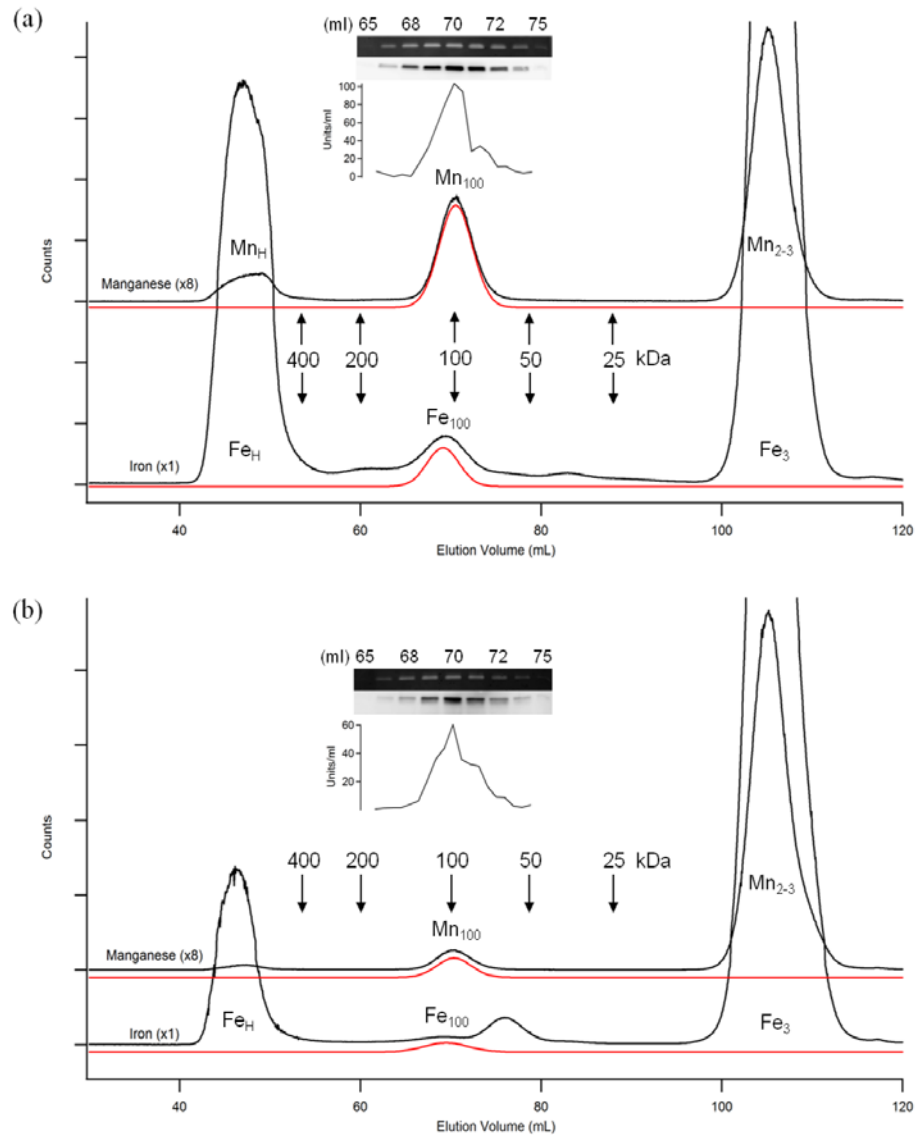 (a)
(ml) 65 68 70 72 75
Units/ml
100
80
60
40
20
0
Mn100
Counts
MnH
Mn2-3
Manganese (x8)
400 200 100 50 25 kDa
Fe100
FeH
Fe3
Iron (x1)
40 60 80 100 120
Elution Volume (mL)
(b)
(ml) 65 68 70 72 75
Units/ml
60
40
20
Counts
400 200 100 50 25 kDa
Mn100
Mn2-3
Manganese (x8)
FeH
Fe100
Fe3
Iron (x1)
40 60 80 100 120
Elution Volume (mL)